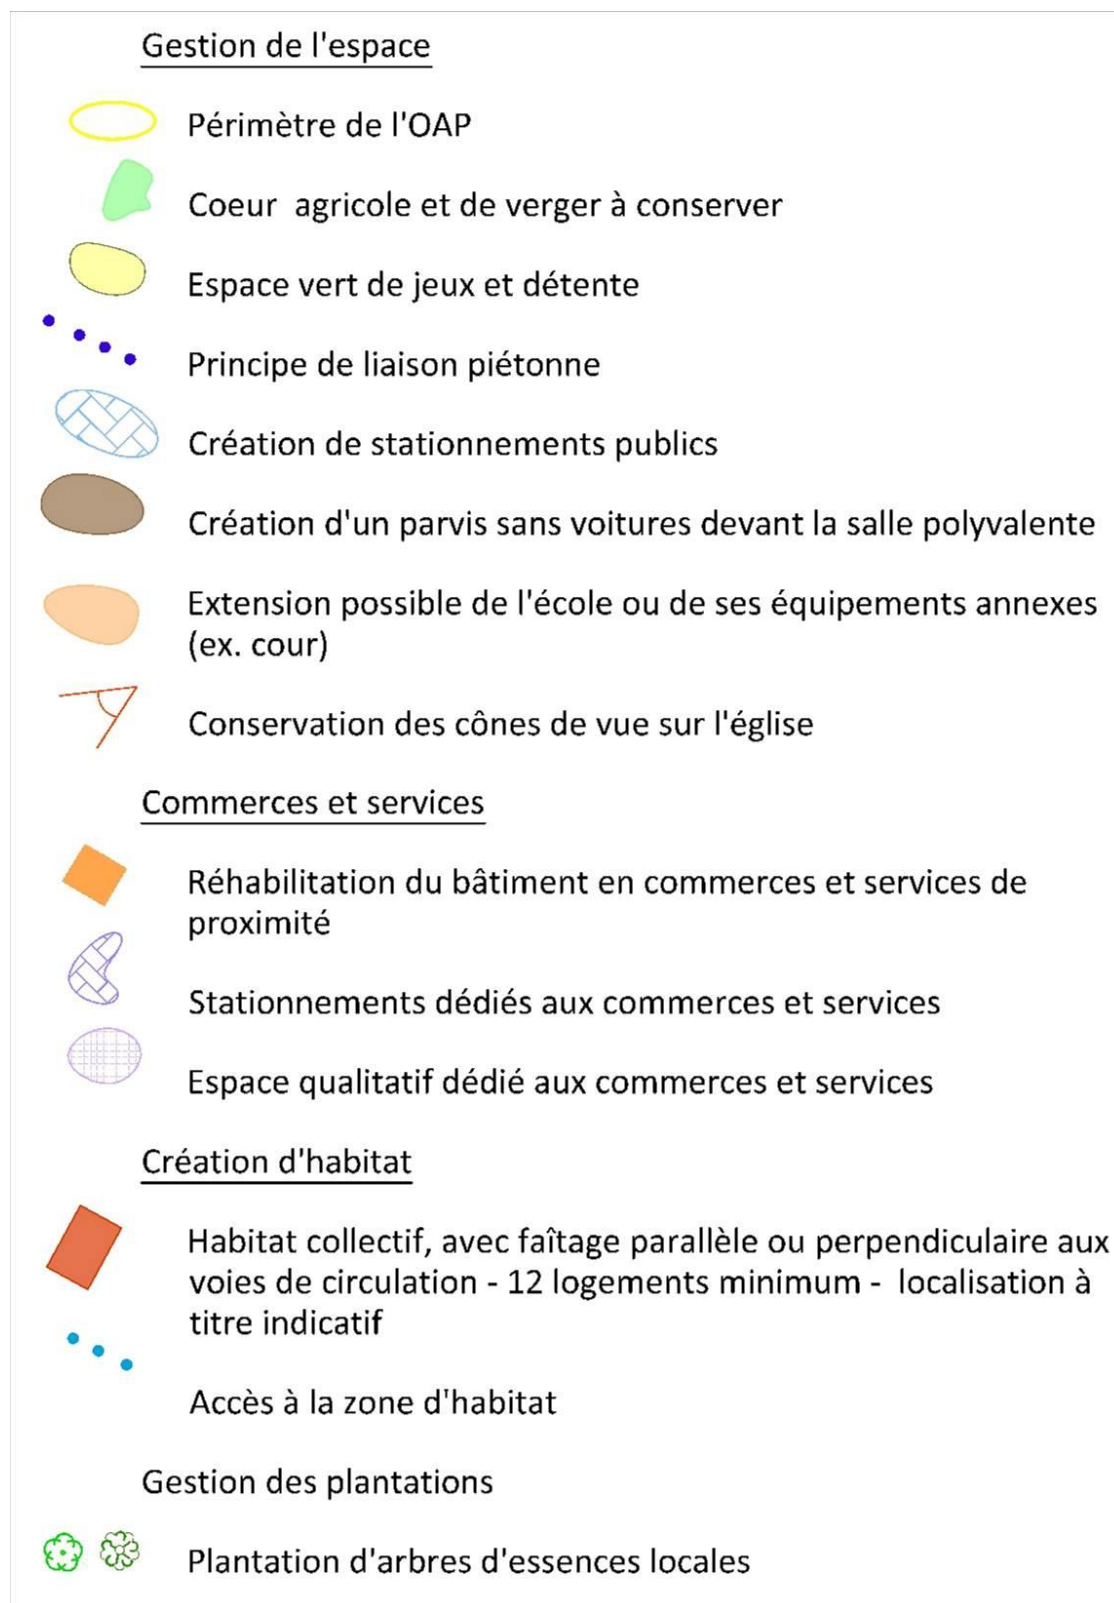 Gestion de l'espace
Périmètre de l'OAP
Coeur agricole et de verger à conserver
Espace vert de jeux et détente
Principe de liaison piétonne
Création de stationnements publics
Création d'un parvis sans voitures devant la salle polyvalente
Extension possible de l'école ou de ses équipements annexes
(ex. cour)
Conservation des cônes de vue sur l'église
Commerces et services
Réhabilitation du bâtiment en commerces et services de
proximité
Stationnements dédiés aux commerces et services
Espace qualitatif dédié aux commerces et services
Création d'habitat
Habitat collectif, avec faîtage parallèle ou perpendiculaire aux
voies de circulation - 12 logements minimum - localisation à
titre indicatif
Accès à la zone d'habitat
Gestion des plantations
Plantation d'arbres d'essences locales